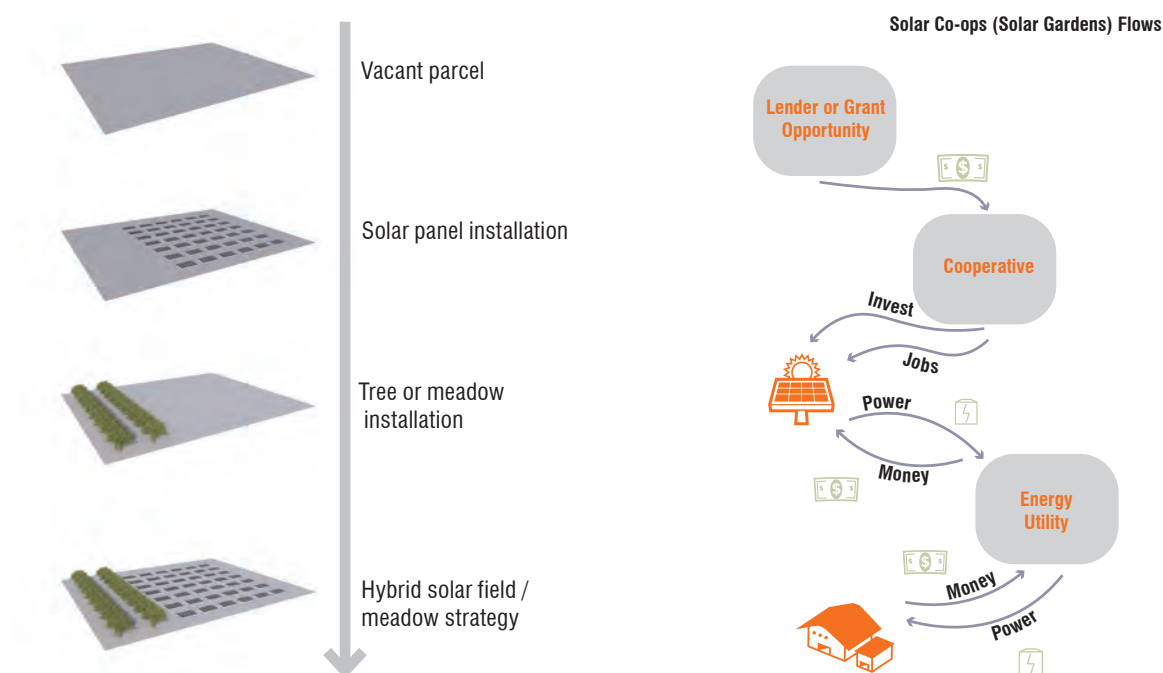 Solar Co-ops (Solar Gardens) Flows
Vacant parcel
Solar panel installation
Tree or meadow
installation
Hybrid solar field /
meadow strategy
Lender or Grant
Opportunity
$ $ $
Cooperative
Invest
Jobs
Power
Money
$ $ $
Energy
Utility
$ $ $
Money
Power